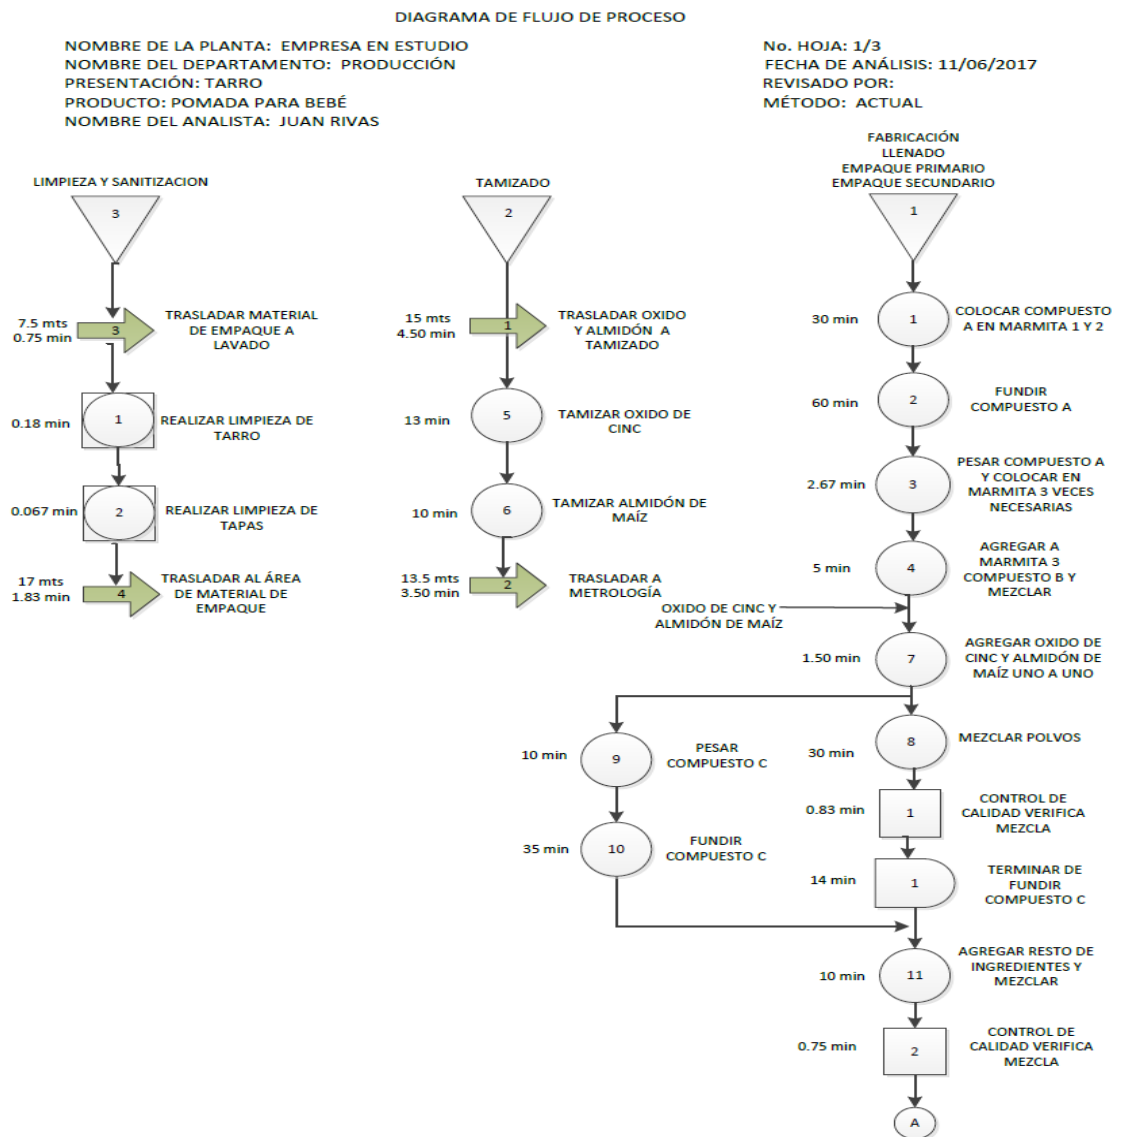 DIAGRAMA DE FLUJO DE PROCESO
NOMBRE DE LA PLANTA: EMPRESA EN ESTUDIO
NOMBRE DEL DEPARTAMENTO: PRODUCCIÓN
PRESENTACIÓN: TARRO
PRODUCTO: POMADA PARA BEBÉ
NOMBRE DEL ANALISTA: JUAN RIVAS
No. HOJA: 1/3
FECHA DE ANÁLISIS: 11/06/2017
REVISADO POR:
MÉTODO: ACTUAL
LIMPIEZA Y SANITIZACION
3
7.5 mts
0.75 min
3
TRASLADAR MATERIAL
DE EMPAQUE A
LAVADO
0.18 min
1
REALIZAR LIMPIEZA DE
TARRO
0.067 min
2
REALIZAR LIMPIEZA DE
TAPAS
17 mts
1.83 min
4
TRASLADAR AL ÁREA
DE MATERIAL DE
EMPAQUE
TAMIZADO
2
15 mts
4.50 min
1
TRASLADAR OXIDO
Y ALMIDÓN A
TAMIZADO
13 min
5
TAMIZAR OXIDO DE
CINC
10 min
6
TAMIZAR ALMIDÓN DE
MAÍZ
13.5 mts
3.50 min
2
TRASLADAR A
METROLOGÍA
FABRICACIÓN
LLENADO
EMPAQUE PRIMARIO
EMPAQUE SECUNDARIO
1
30 min
1
COLOCAR COMPUESTO
A EN MARMITA 1 Y 2
60 min
2
FUNDIR
COMPUESTO A
2.67 min
3
PESAR COMPUESTO A
Y COLOCAR EN
MARMITA 3 VECES
NECESARIAS
5 min
4
AGREGAR A
MARMITA 3
COMPUESTO B Y
MEZCLAR
OXIDO DE CINC Y
ALMIDÓN DE MAÍZ
1.50 min
7
AGREGAR OXIDO DE
CINC Y ALMIDÓN DE
MAÍZ UNO A UNO
10 min
9
PESAR
COMPUESTO C
30 min
8
MEZCLAR POLVOS
0.83 min
1
CONTROL DE
CALIDAD VERIFICA
MEZCLA
35 min
10
FUNDIR
COMPUESTO C
14 min
1
TERMINAR DE
FUNDIR
COMPUESTO C
10 min
11
AGREGAR RESTO DE
INGREDIENTES Y
MEZCLAR
0.75 min
2
CONTROL DE
CALIDAD VERIFICA
MEZCLA
A